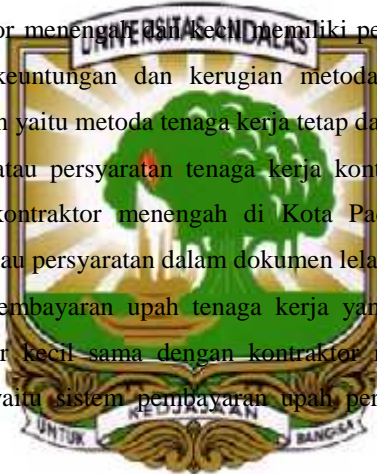 or menengah dan kecil memiliki pe
UNIVERSITAS ANDALAS
keuntungan dan kerugian metoda
n yaitu metoda tenaga kerja tetap da
atau persyaratan tenaga kerja kont
kontraktor menengah di Kota Pa
au persyaratan dalam dokumen lela
embayaran upah tenaga kerja yan
r kecil sama dengan kontraktor
yaitu sistem pembayaran upah per
KEDJAJAAN
UNTUK
BANGSA